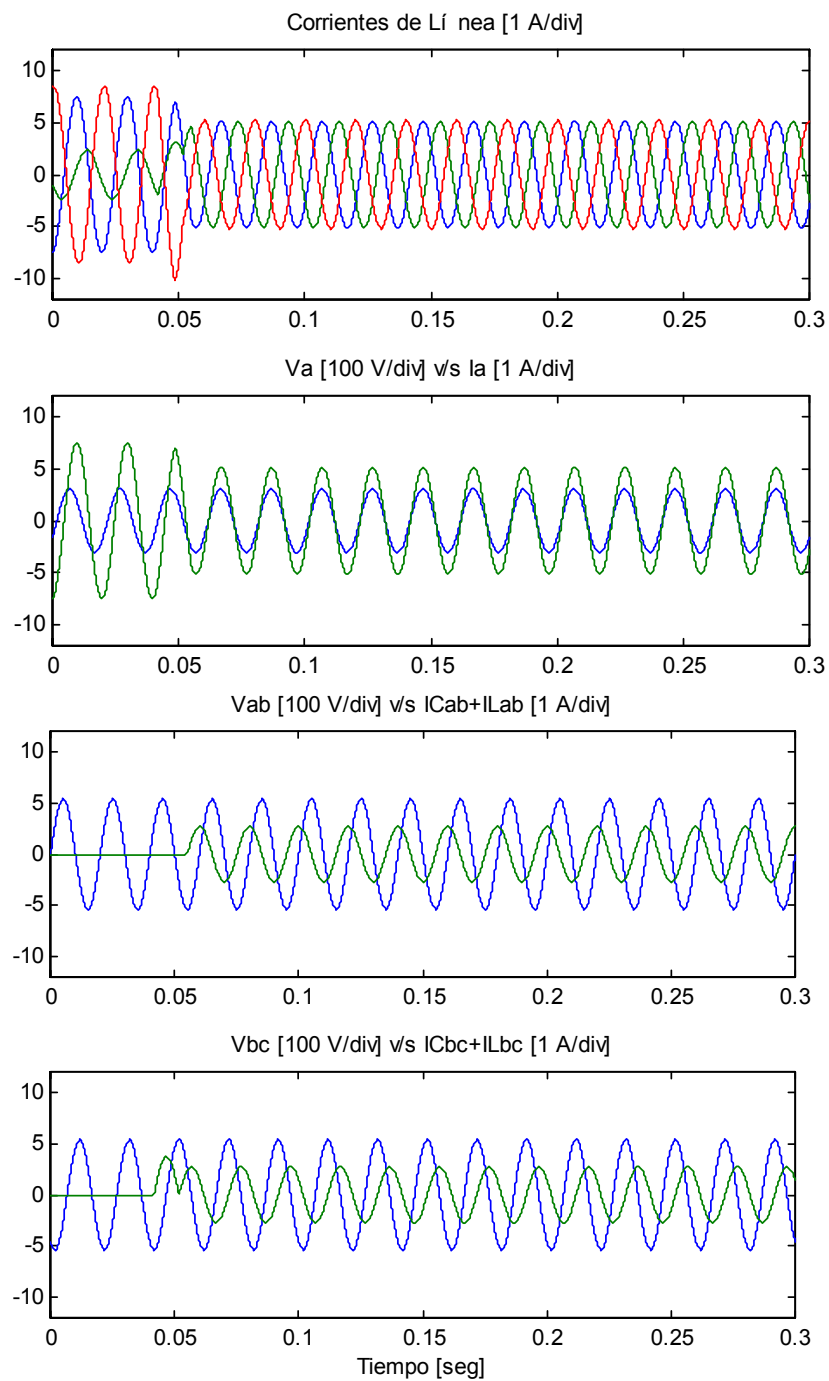 Corrientes de Lí nea [1 A/div]
10
5
0
-5
-10
0 0.05 0.1 0.15 0.2 0.25 0.3
Va [100 V/div] v/s Ia [1 A/div]
10
5
0
-5
-10
0 0.05 0.1 0.15 0.2 0.25 0.3
Vab [100 V/div] v/s ICab+ILab [1 A/div]
10
5
0
-5
-10
0 0.05 0.1 0.15 0.2 0.25 0.3
Vbc [100 V/div] v/s ICbc+ILbc [1 A/div]
10
5
0
-5
-10
0 0.05 0.1 0.15 0.2 0.25 0.3
Tiempo [seg]